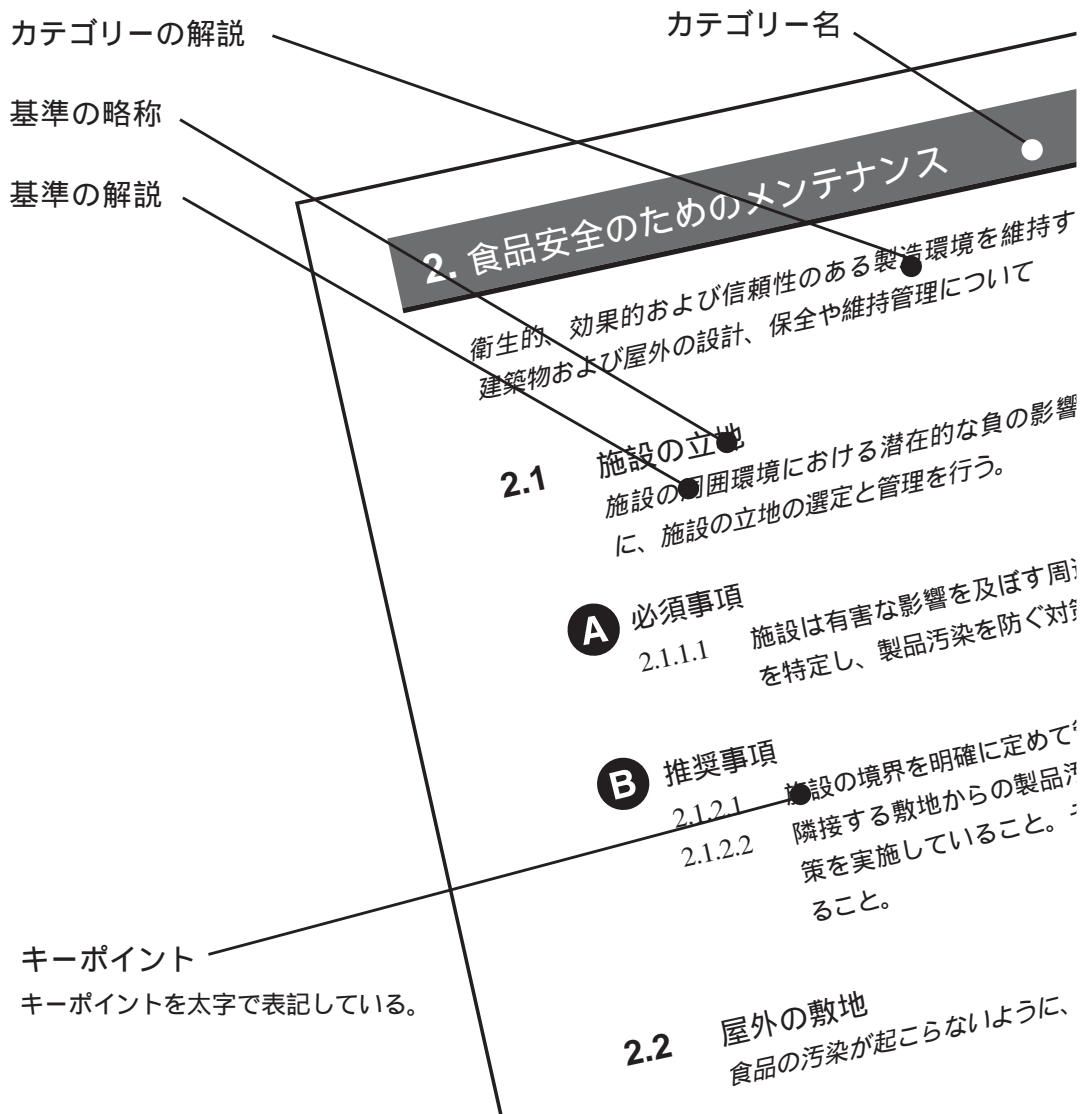 カテゴリーの解説
カテゴリー名
基準の略称
基準の解説
2. 食品安全のためのメンテナンス
衛生的、効果的および信頼性のある製造環境を維持す
建築物および屋外の設計、保全や維持管理について
2.1 施設の立地
施設の周囲環境における潜在的な負の影響
に、施設の立地の選定と管理を行う。
A 必須事項
2.1.1.1 施設は有害な影響を及ぼす周
を特定し、製品汚染を防ぐ対策
B 推奨事項
2.1.2.1 施設の境界を明確に定めて
2.1.2.2 隣接する敷地からの製品汚
策を実施していること。
ること。
キーポイント
キーポイントを太字で表記している。
2.2 屋外の敷地
食品の汚染が起こらないように、